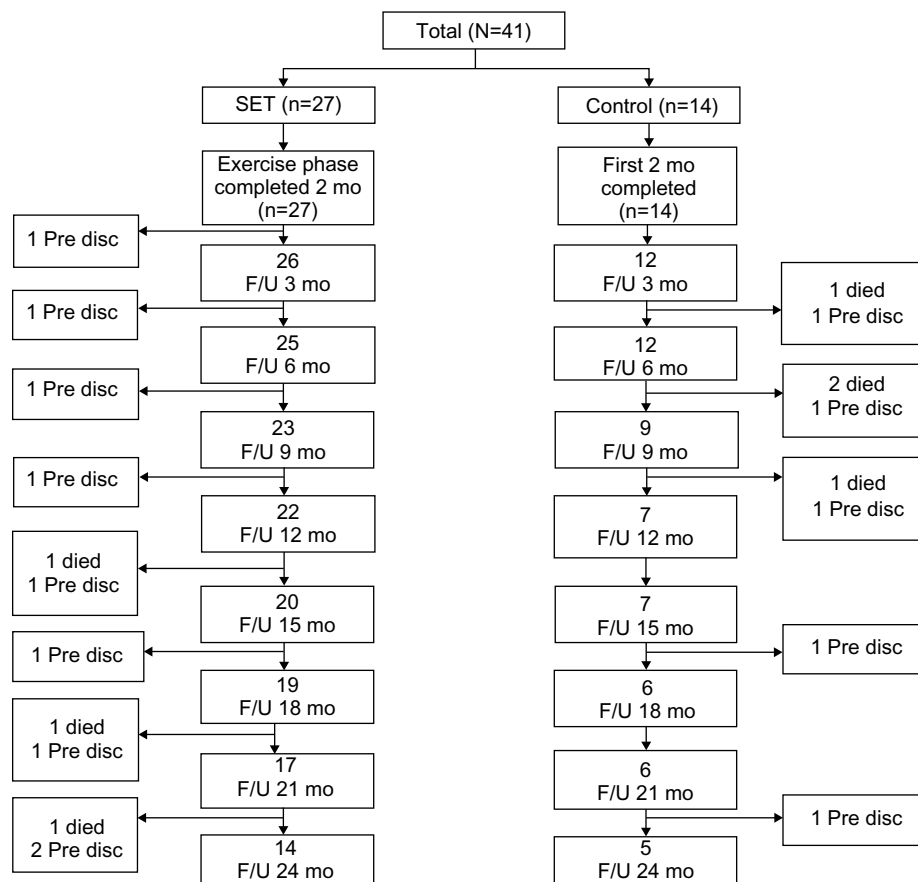 Total (N=41)
SET (n=27)
Control (n=14)
Exercise phase
completed 2 mo
(n=27)
First 2 mo
completed
(n=14)
1 Pre disc
26
F/U 3 mo
12
F/U 3 mo
1 died
1 Pre disc
1 Pre disc
25
F/U 6 mo
12
F/U 6 mo
2 died
1 Pre disc
1 Pre disc
23
F/U 9 mo
9
F/U 9 mo
1 died
1 Pre disc
1 Pre disc
22
F/U 12 mo
7
F/U 12 mo
1 died
1 Pre disc
20
F/U 15 mo
7
F/U 15 mo
1 Pre disc
1 Pre disc
19
F/U 18 mo
6
F/U 18 mo
1 died
1 Pre disc
17
F/U 21 mo
6
F/U 21 mo
1 Pre disc
1 died
2 Pre disc
14
F/U 24 mo
5
F/U 24 mo